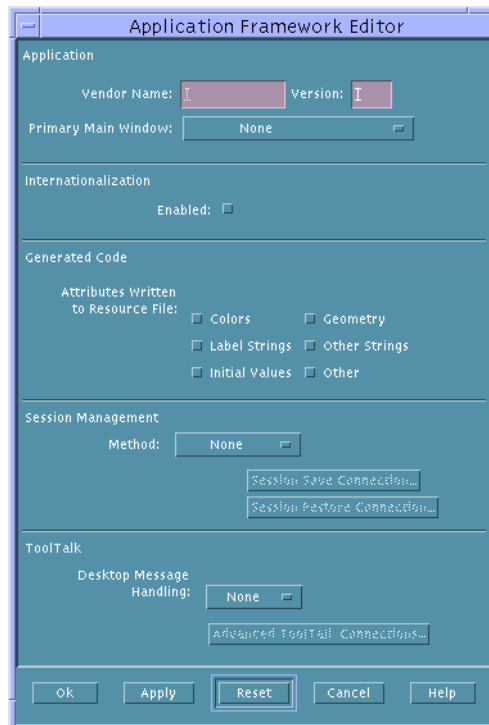 Application Framework Editor
Application
Vendor Name: Version:
Primary Main Window: None
Internationalization
Enabled:
Generated Code
Attributes Written
to Resource File:
Colors Geometry
Label Strings Other Strings
Initial Values Other
Session Management
Method: None
Session Save Connection...
Session Restore Connection...
ToolTalk
Desktop Message
Handling: None
Advanced ToolTalk Connections...
Ok Apply Reset Cancel Help